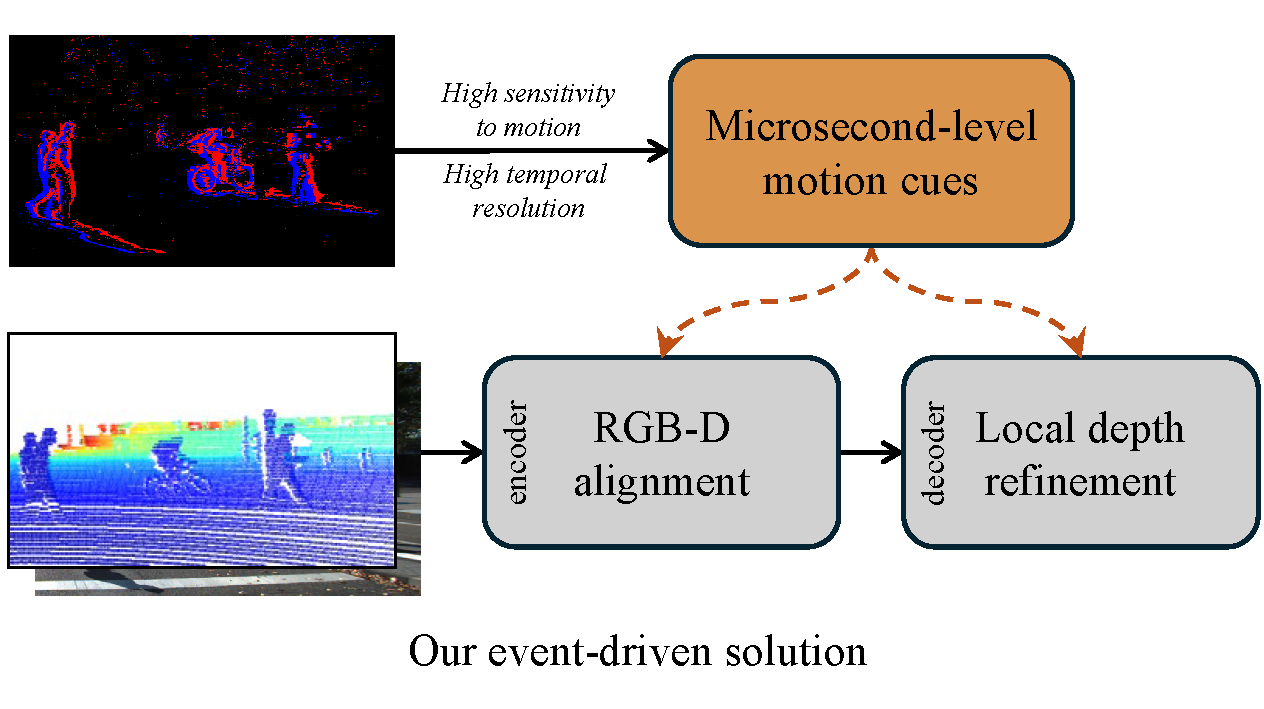 High sensitivity
to motion
High temporal
resolution
Microsecond-level
motion cues
encoder
RGB-D
alignment
decoder
Local depth
refinement
Our event-driven solution